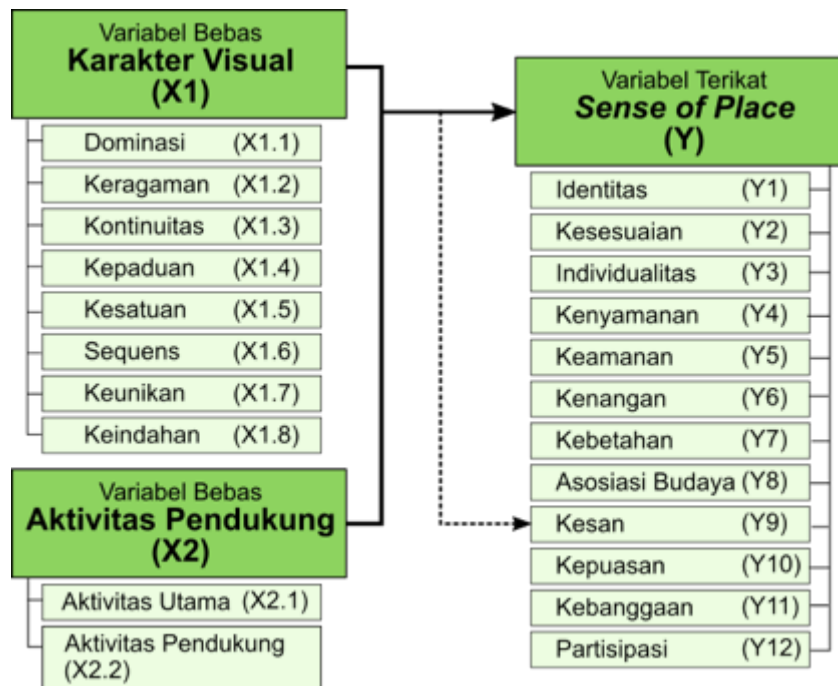 Variabel Bebas
Karakter Visual
(X1)
Dominasi (X1.1)
Keragaman (X1.2)
Kontinuitas (X1.3)
Kepaduan (X1.4)
Kesatuan (X1.5)
Sequens (X1.6)
Keunikan (X1.7)
Keindahan (X1.8)
Variabel Bebas
Aktivitas Pendukung
(X2)
Aktivitas Utama (X2.1)
Aktivitas Pendukung
(X2.2)
Variabel Terikat
Sense of Place
(Y)
Identitas (Y1)
Kesesuaian (Y2)
Individualitas (Y3)
Kenyamanan (Y4)
Keamanan (Y5)
Kenangan (Y6)
Kebetahan (Y7)
Asosiasi Budaya (Y8)
Kesan (Y9)
Kepuasan (Y10)
Kebanggaan (Y11)
Partisipasi (Y12)